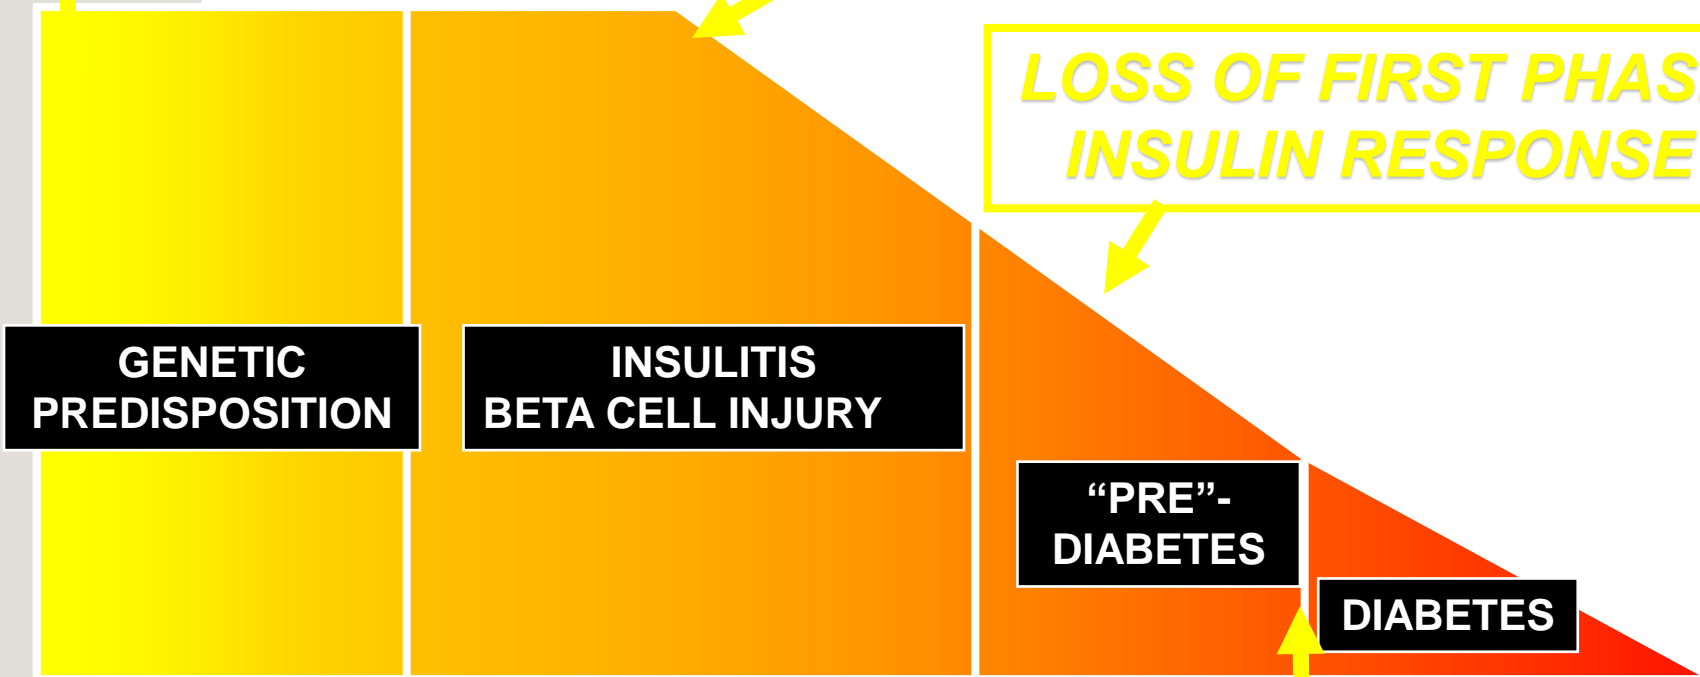 LOSS OF FIRST PHAS
INSULIN RESPONSE
GENETIC
PREDISPOSITION
INSULITIS
BETA CELL INJURY
“PRE”-
DIABETES
DIABETES